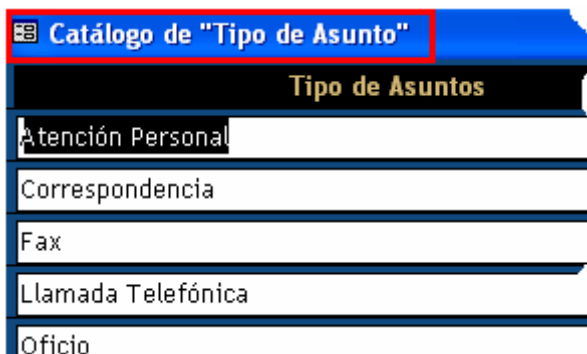 Catálogo de "Tipo de Asunto"
Tipo de Asuntos
Atención Personal
Correspondencia
Fax
Llamada Telefónica
Oficio